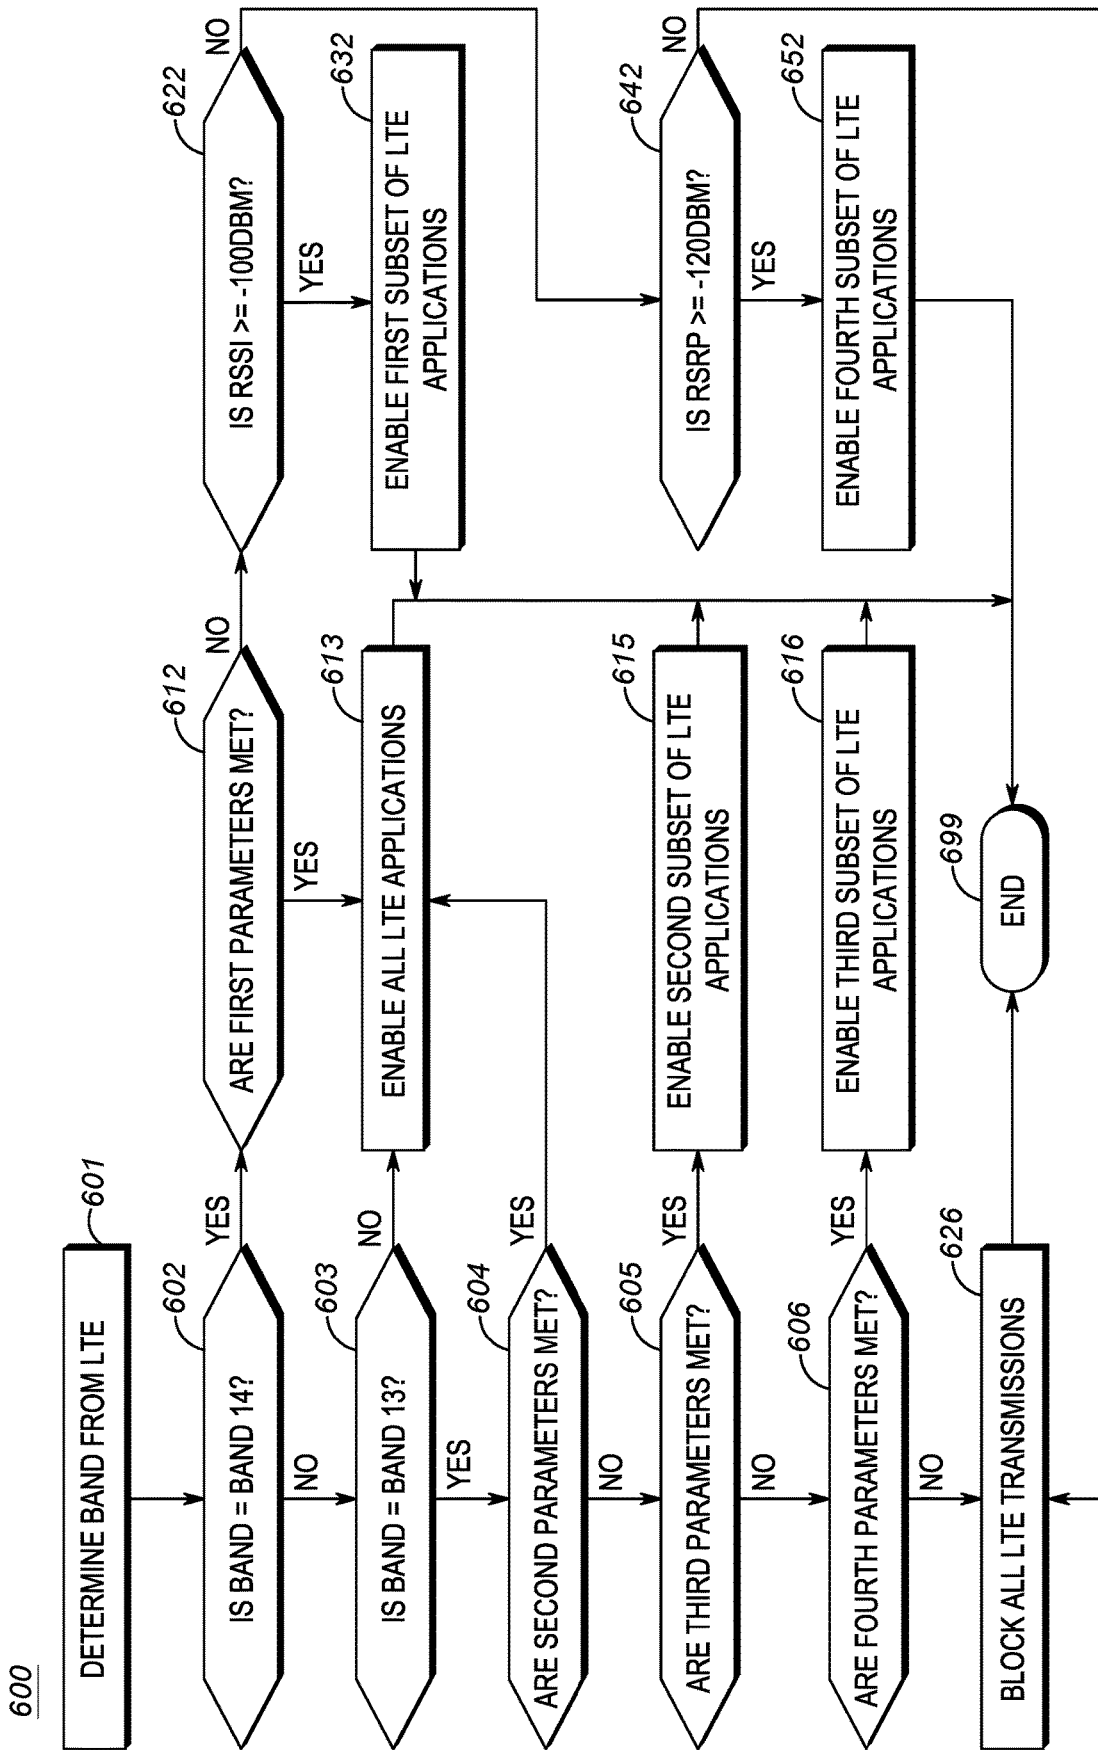 600
DETERMINE BAND FROM LTE
601
IS BAND = BAND 14?
602
YES
NO
ARE FIRST PARAMETERS MET?
612
NO
YES
IS RSSI >= -100DBM?
622
NO
YES
IS BAND = BAND 13?
603
NO
YES
ENABLE ALL LTE APPLICATIONS
613
ENABLE FIRST SUBSET OF LTE
APPLICATIONS
632
ARE SECOND PARAMETERS MET?
604
YES
NO
ARE THIRD PARAMETERS MET?
605
YES
NO
ENABLE SECOND SUBSET OF LTE
APPLICATIONS
615
IS RSRP >= -120DBM?
642
NO
YES
ARE FOURTH PARAMETERS MET?
606
YES
NO
ENABLE THIRD SUBSET OF LTE
APPLICATIONS
616
ENABLE FOURTH SUBSET OF LTE
APPLICATIONS
652
BLOCK ALL LTE TRANSMISSIONS
626
END
699